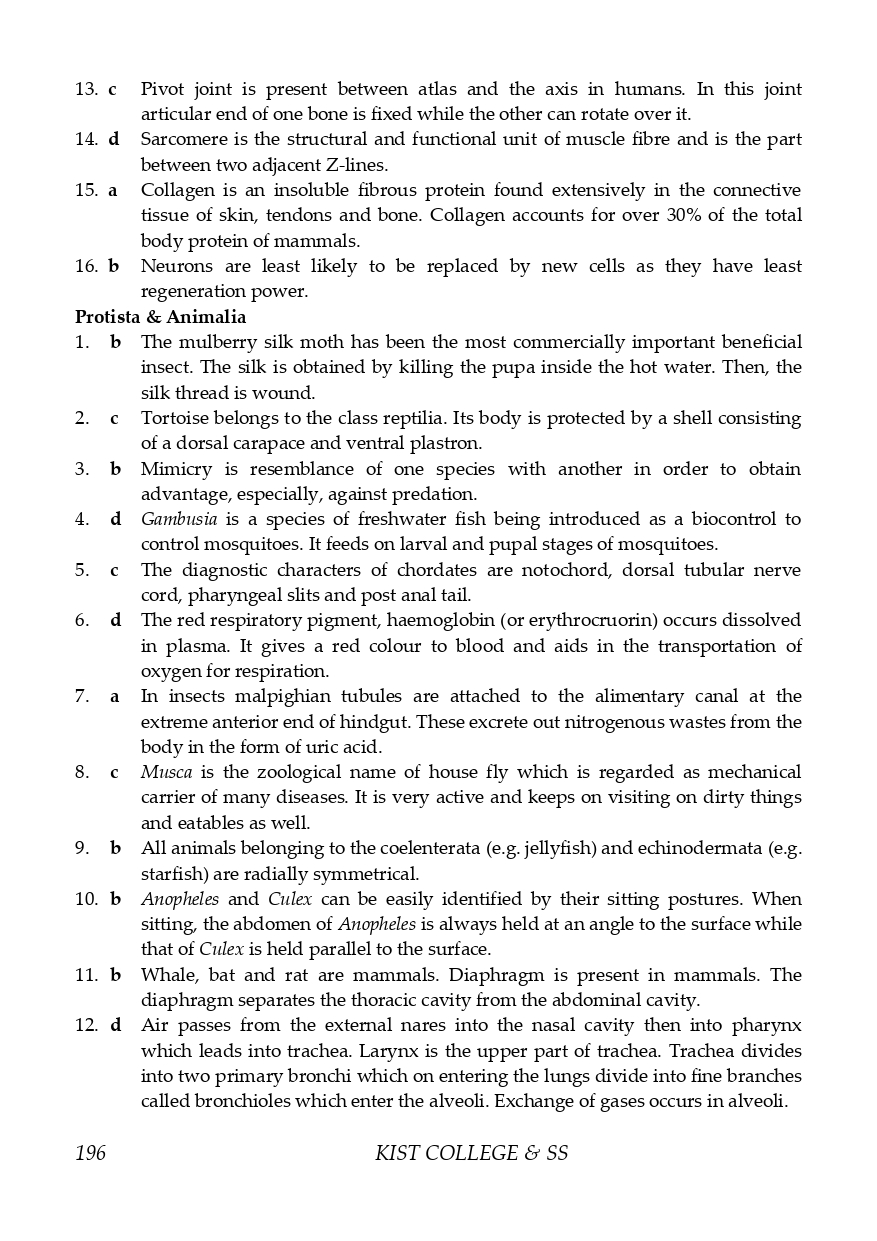 13. c Pivot joint is present between atlas and the axis in humans. In this joint
articular end of one bone is fixed while the other can rotate over it.
14. d Sarcomere is the structural and functional unit of muscle fibre and is the part
between two adjacent Z-lines.
15. a Collagen is an insoluble fibrous protein found extensively in the connective
tissue of skin, tendons and bone. Collagen accounts for over 30% of the total
body protein of mammals.
16. b Neurons are least likely to be replaced by new cells as they have least
regeneration power.
Protista & Animalia
1. b The mulberry silk moth has been the most commercially important beneficial
insect. The silk is obtained by killing the pupa inside the hot water. Then, the
silk thread is wound.
2. c Tortoise belongs to the class reptilia. Its body is protected by a shell consisting
of a dorsal carapace and ventral plastron.
3. b Mimicry is resemblance of one species with another in order to obtain
advantage, especially, against predation.
4. d Gambusia is a species of freshwater fish being introduced as a biocontrol to
control mosquitoes. It feeds on larval and pupal stages of mosquitoes.
5. c The diagnostic characters of chordates are notochord, dorsal tubular nerve
cord, pharyngeal slits and post anal tail.
6. d The red respiratory pigment, haemoglobin (or erythrocruorin) occurs dissolved
in plasma. It gives a red colour to blood and aids in the transportation of
oxygen for respiration.
7. a In insects malpighian tubules are attached to the alimentary canal at the
extreme anterior end of hindgut. These excrete out nitrogenous wastes from the
body in the form of uric acid.
8. c Musca is the zoological name of house fly which is regarded as mechanical
carrier of many diseases. It is very active and keeps on visiting on dirty things
and eatables as well.
9. b All animals belonging to the coelenterata (e.g. jellyfish) and echinodermata (e.g.
starfish) are radially symmetrical.
10. b Anopheles and Culex can be easily identified by their sitting postures. When
sitting, the abdomen of Anopheles is always held at an angle to the surface while
that of Culex is held parallel to the surface.
11. b Whale, bat and rat are mammals. Diaphragm is present in mammals. The
diaphragm separates the thoracic cavity from the abdominal cavity.
12. d Air passes from the external nares into the nasal cavity then into pharynx
which leads into trachea. Larynx is the upper part of trachea. Trachea divides
into two primary bronchi which on entering the lungs divide into fine branches
called bronchioles which enter the alveoli. Exchange of gases occurs in alveoli.
196 KIST COLLEGE & SS